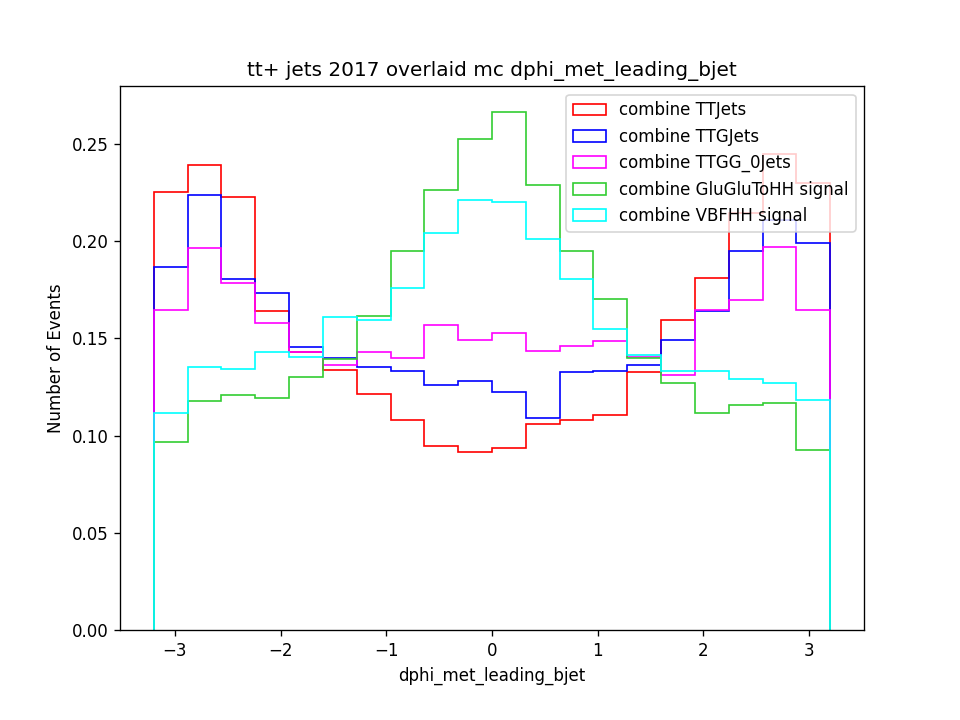 tt+ jets 2017 overlaid mc dphi_met_leading_bjet
combine TTJets
combine TTGJets
combine TTGG_0Jets
combine GluGluToHH signal
combine VBFHH signal
Number of Events
0.25
0.20
0.15
0.10
0.05
0.00
−3
−2
−1
0
1
2
3
dphi_met_leading_bjet